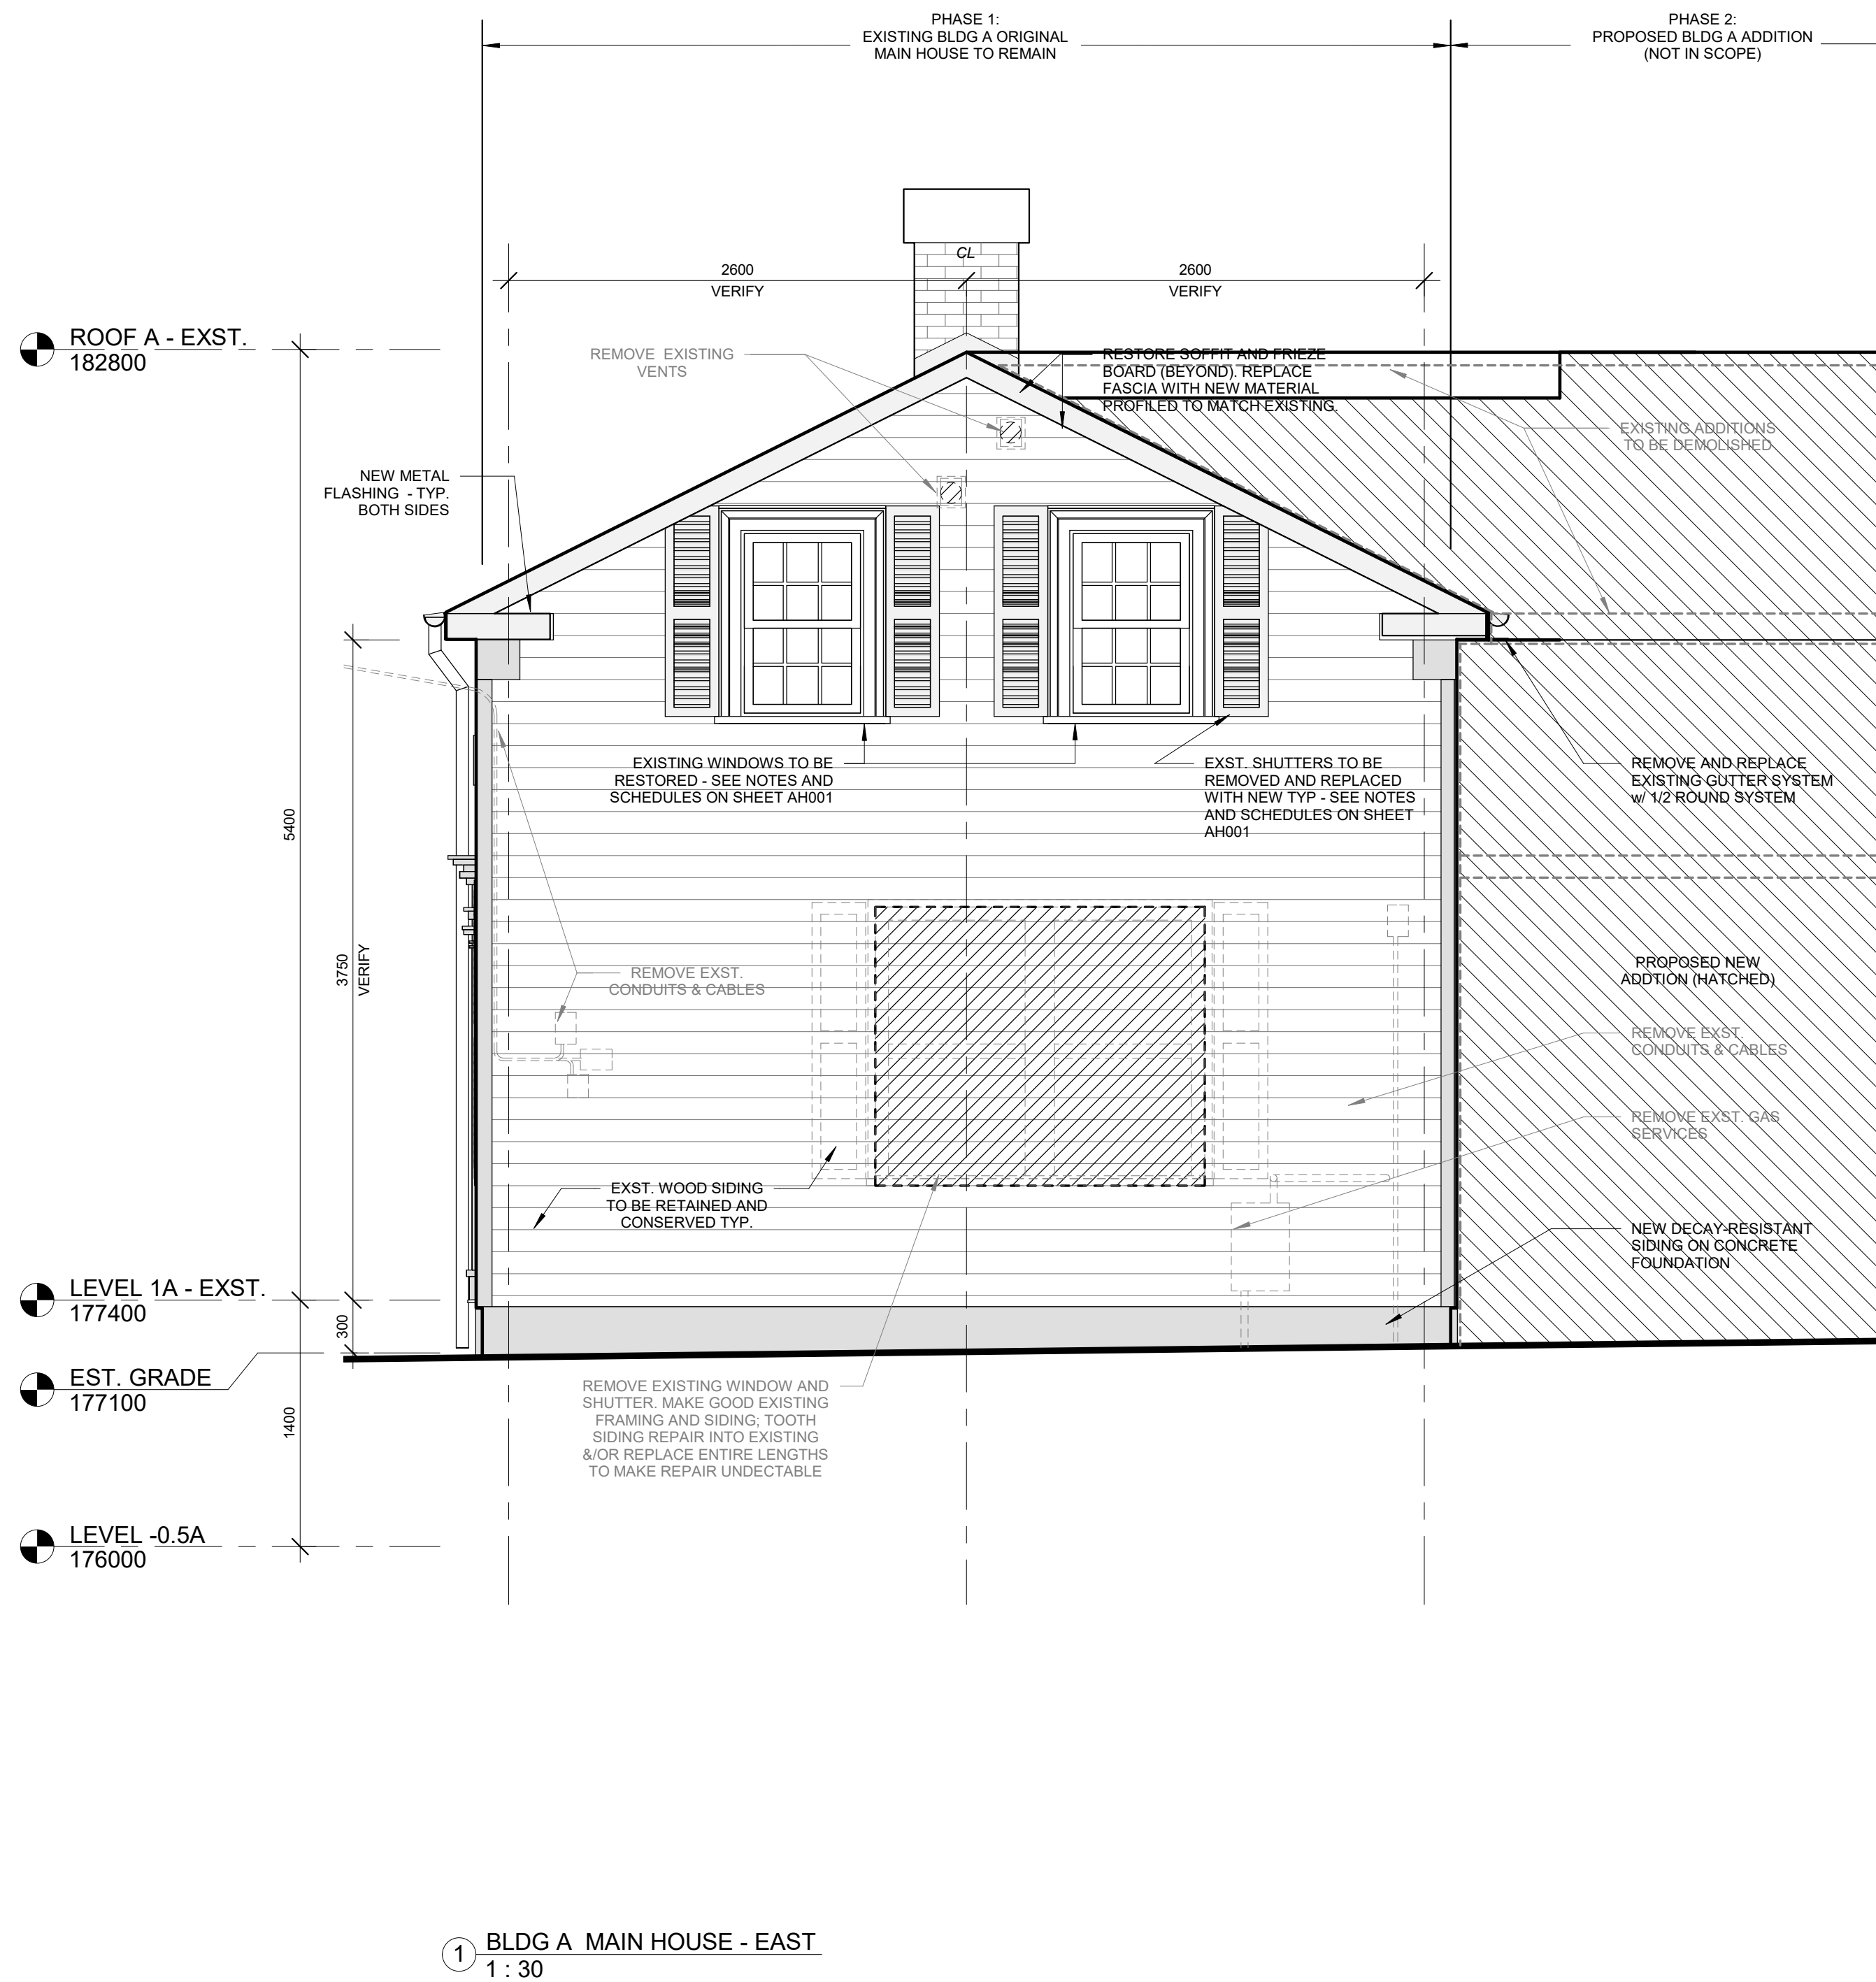 PHASE 1:
EXISTING BLDG A ORIGINAL
MAIN HOUSE TO REMAIN
PHASE 2:
PROPOSED BLDG A ADDITION
(NOT IN SCOPE)
CL
2600
VERIFY
2600
VERIFY
ROOF A - EXST.
182800
REMOVE EXISTING
VENTS
RESTORE SOFFIT AND FRIEZE
BOARD (BEYOND). REPLACE
FASCIA WITH NEW MATERIAL
PROFILED TO MATCH EXISTING.
EXISTING ADDITIONS
TO BE DEMOLISHED
NEW METAL
FLASHING - TYP.
BOTH SIDES
EXISTING WINDOWS TO BE
RESTORED - SEE NOTES AND
SCHEDULES ON SHEET AH001
EXST. SHUTTERS TO BE
REMOVED AND REPLACED
WITH NEW TYP - SEE NOTES
AND SCHEDULES ON SHEET
AH001
REMOVE AND REPLACE
EXISTING GUTTER SYSTEM
w/ 1/2 ROUND SYSTEM
5400
3750
VERIFY
REMOVE EXST.
CONDUITS & CABLES
PROPOSED NEW
ADDTION (HATCHED)
REMOVE EXST.
CONDUITS & CABLES
REMOVE EXST. GAS
SERVICES
EXST. WOOD SIDING
TO BE RETAINED AND
CONSERVED TYP.
NEW DECAY-RESISTANT
SIDING ON CONCRETE
FOUNDATION
LEVEL 1A - EXST.
177400
300
EST. GRADE
177100
1400
REMOVE EXISTING WINDOW AND
SHUTTER. MAKE GOOD EXISTING
FRAMING AND SIDING; TOOTH
SIDING REPAIR INTO EXISTING
&/OR REPLACE ENTIRE LENGTHS
TO MAKE REPAIR UNDECTABLE
LEVEL -0.5A
176000
1 BLDG A MAIN HOUSE - EAST
1 : 30